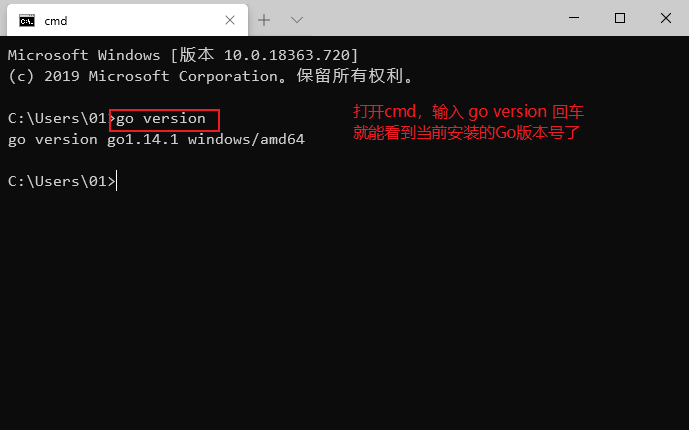 cmd
Microsoft Windows [版本 10.0.18363.720]
(c) 2019 Microsoft Corporation。保留所有权利。
C:\Users\01>go version
go version go1.14.1 windows/amd64
打开cmd，输入 go version 回车
就能看到当前安装的Go版本号了
C:\Users\01>